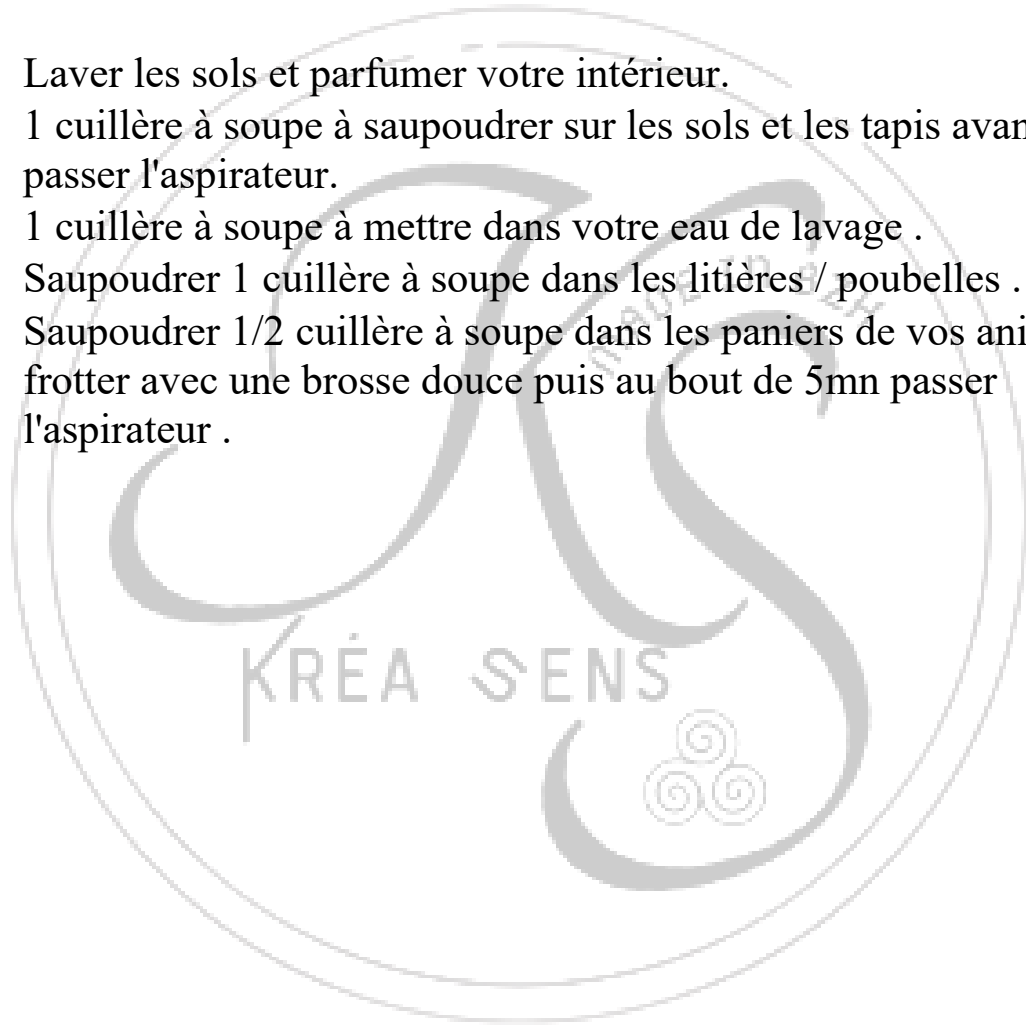 Laver les sols et parfumer votre intérieur.
1 cuillère à soupe à saupoudrer sur les sols et les tapis avan
passer l'aspirateur.
1 cuillère à soupe à mettre dans votre eau de lavage .
Saupoudrer 1 cuillère à soupe dans les litières / poubelles .
Saupoudrer 1/2 cuillère à soupe dans les paniers de vos ani
frotter avec une brosse douce puis au bout de 5mn passer
l'aspirateur .
KRÉA SENS